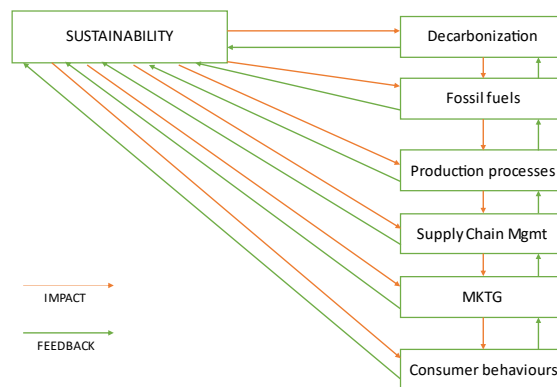 SUSTAINABILITY
Decarbonization
Fossil fuels
Production processes
Supply Chain Mgmt
MKTG
Consumer behaviours
IMPACT
FEEDBACK